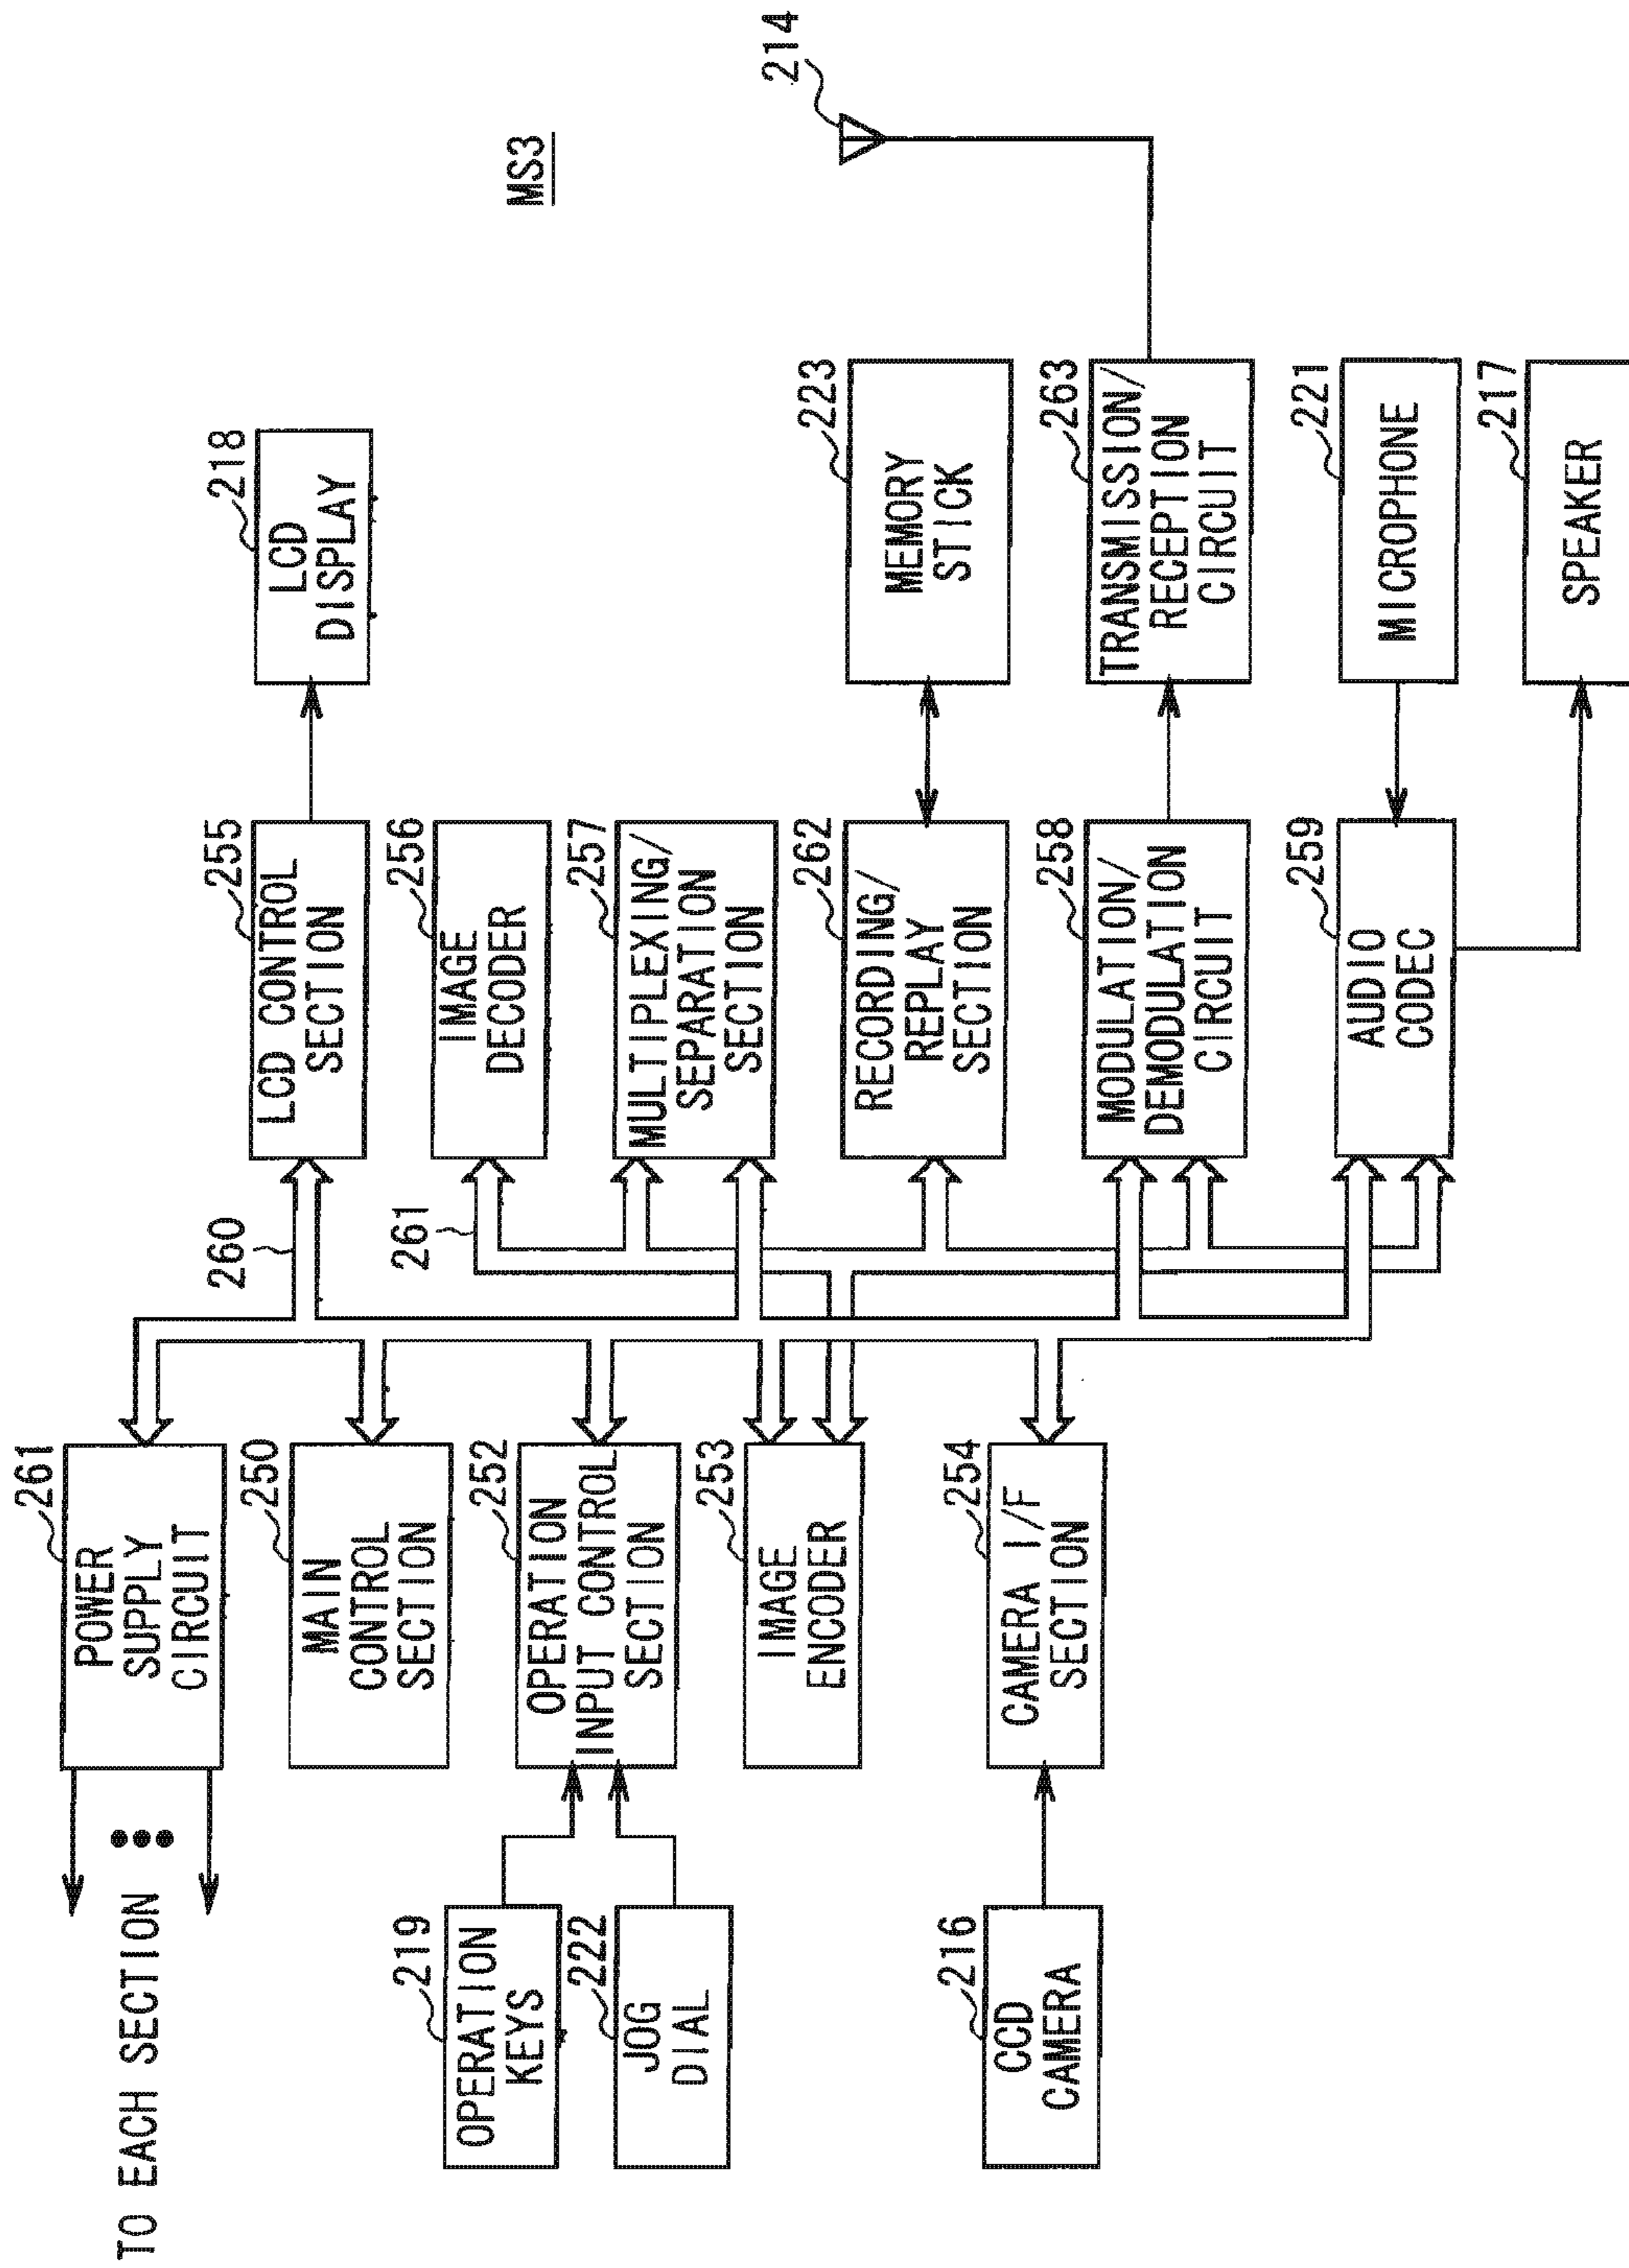 MS3
214
TO EACH SECTION
261
POWER
SUPPLY
CIRCUIT
260
255
LCD CONTROL
SECTION
218
LCD
DISPLAY
250
MAIN
CONTROL
SECTION
261
256
IMAGE
DECODER
219
OPERATION
KEYS
222
JOG
DIAL
252
OPERATION
INPUT CONTROL
SECTION
257
MULTIPLEXING/
SEPARATION
SECTION
253
IMAGE
ENCODER
262
RECORDING/
REPLAY
SECTION
223
MEMORY
STICK
216
CCD
CAMERA
254
CAMERA I/F
SECTION
258
MODULATION/
DEMODULATION
CIRCUIT
263
TRANSMISSION/
RECEPTION
CIRCUIT
259
AUDIO
CODEC
221
MICROPHONE
217
SPEAKER